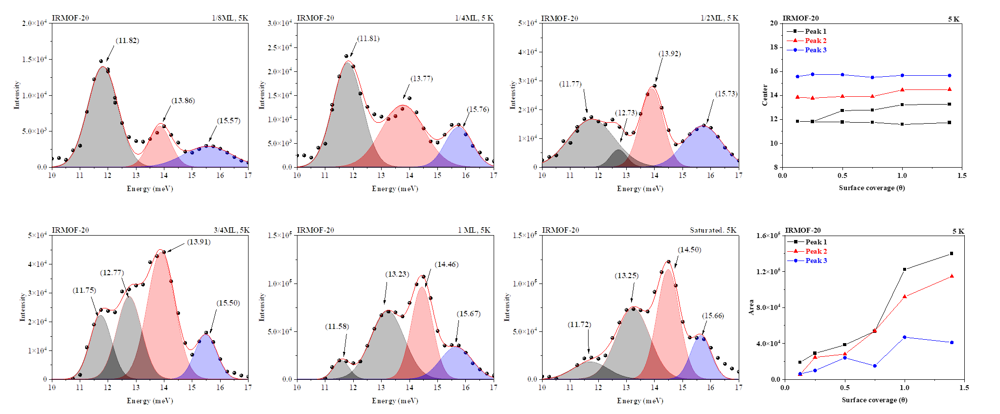 IRMOF-20 1/8ML, 5K
2.0×10⁴
1.5×10⁴
1.0×10⁴
5.0×10³
0.0
Intensity
(11.82)
(13.86)
(15.57)
10 11 12 13 14 15 16 17
Energy (meV)
IRMOF-20 1/4ML, 5 K
3.0×10⁴
2.5×10⁴
2.0×10⁴
1.5×10⁴
1.0×10⁴
5.0×10³
0.0
Intensity
(11.81)
(13.77)
(15.76)
10 11 12 13 14 15 16 17
Energy (meV)
IRMOF-20 1/2ML, 5 K
5×10⁴
4×10⁴
3×10⁴
2×10⁴
1×10⁴
0
Intenstiy
(11.77)
(12.73)
(13.92)
(15.73)
10 11 12 13 14 15 16 17
Energy (meV)
IRMOF-20 5 K
Peak 1
Peak 2
Peak 3
20
18
16
14
12
10
8
Center
0.0 0.5 1.0 1.5
Surface coverage (θ)
IRMOF-20 3/4ML, 5K
5×10⁴
4×10⁴
3×10⁴
2×10⁴
1×10⁴
0
Intensity
(11.75)
(12.77)
(13.91)
(15.50)
10 11 12 13 14 15 16 17
Energy (meV)
IRMOF-20 1 ML, 5K
1.5×10⁵
1.0×10⁵
5.0×10⁴
0.0
Intensity
(11.58)
(13.23)
(14.46)
(15.67)
10 11 12 13 14 15 16 17
Energy (meV)
IRMOF-20 Saturated. 5K
1.5×10⁵
1.0×10⁵
5.0×10⁴
0.0
Intenstiy
(11.72)
(13.25)
(14.50)
(15.66)
10 11 12 13 14 15 16 17
Energy (meV)
IRMOF-20 5 K
Peak 1
Peak 2
Peak 3
1.6×10⁵
1.2×10⁵
8.0×10⁴
4.0×10⁴
0.0
Area
0.0 0.5 1.0 1.5
Surface coverage (θ)